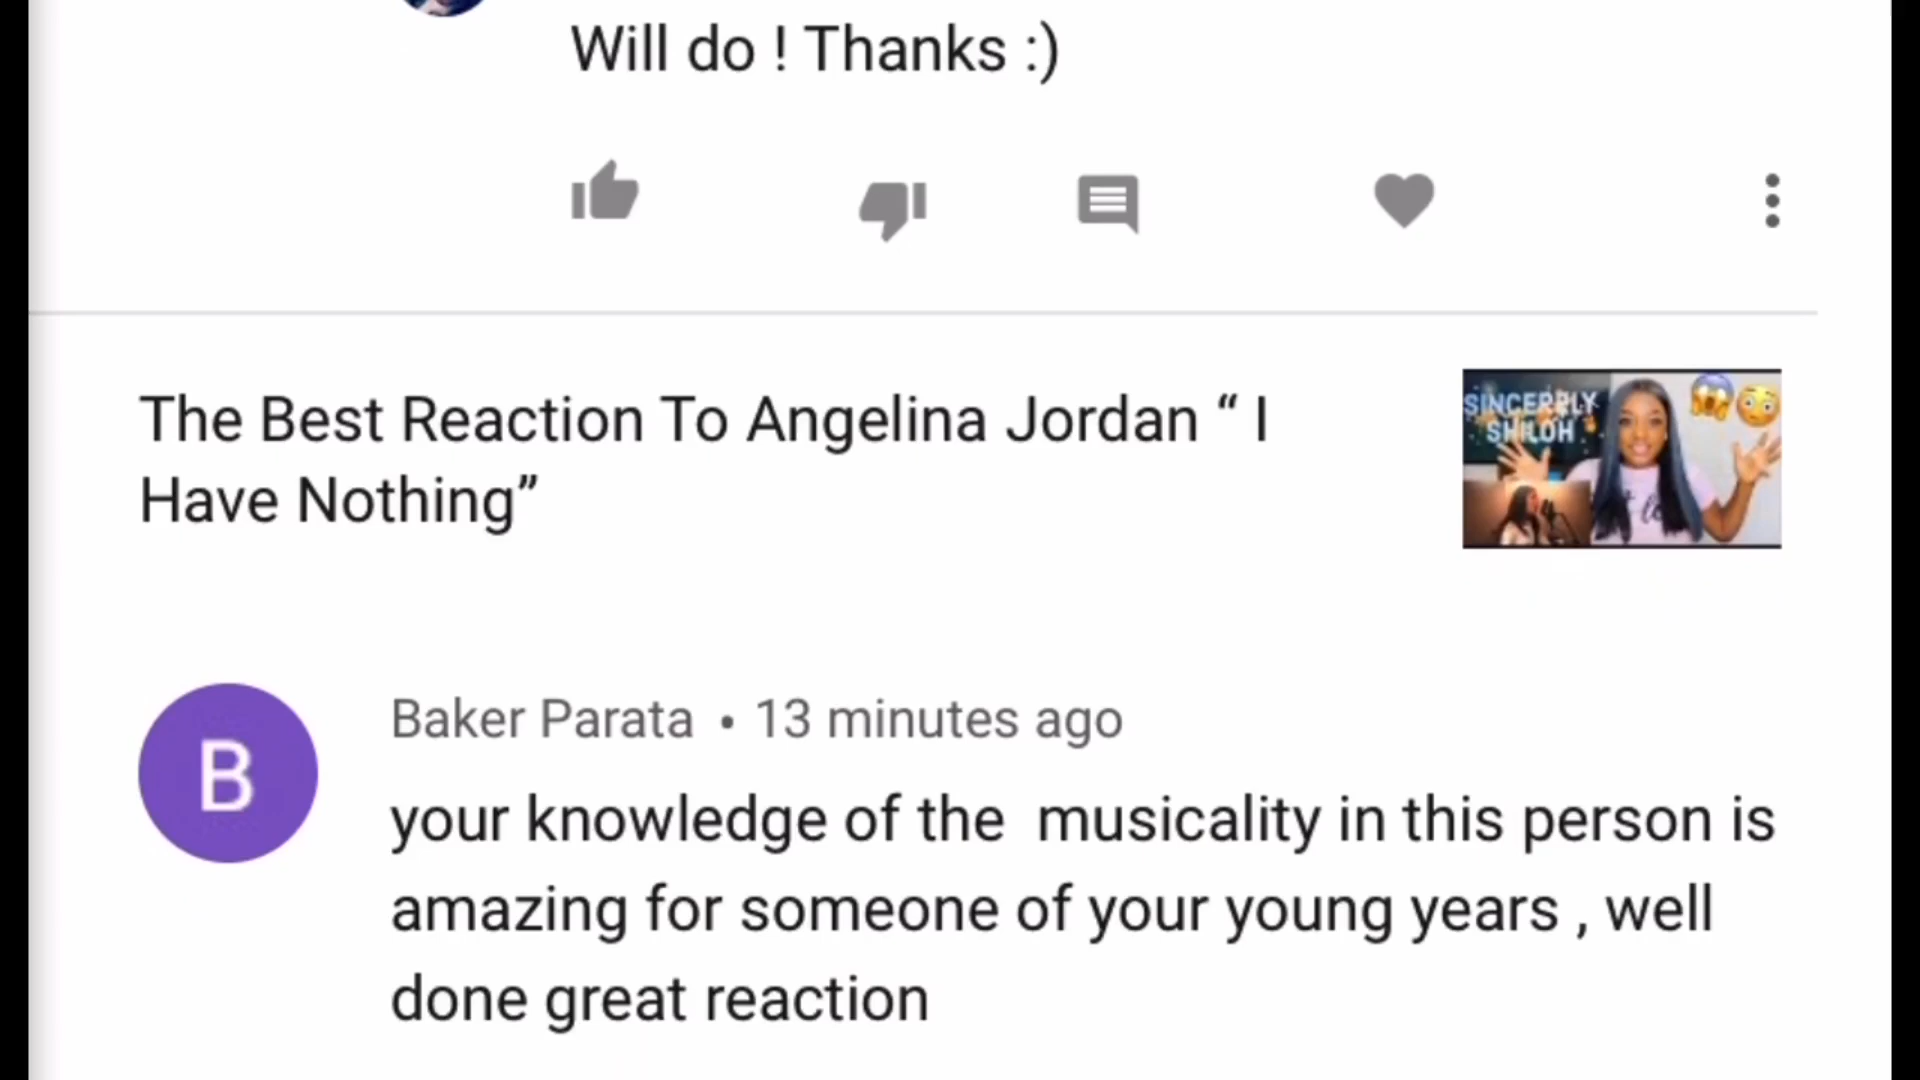 Will do ! Thanks :)
The Best Reaction To Angelina Jordan “ I
Have Nothing”
SINCERELY
SHILOH
B
Baker Parata • 13 minutes ago
your knowledge of the  musicality in this person is
amazing for someone of your young years , well
done great reaction